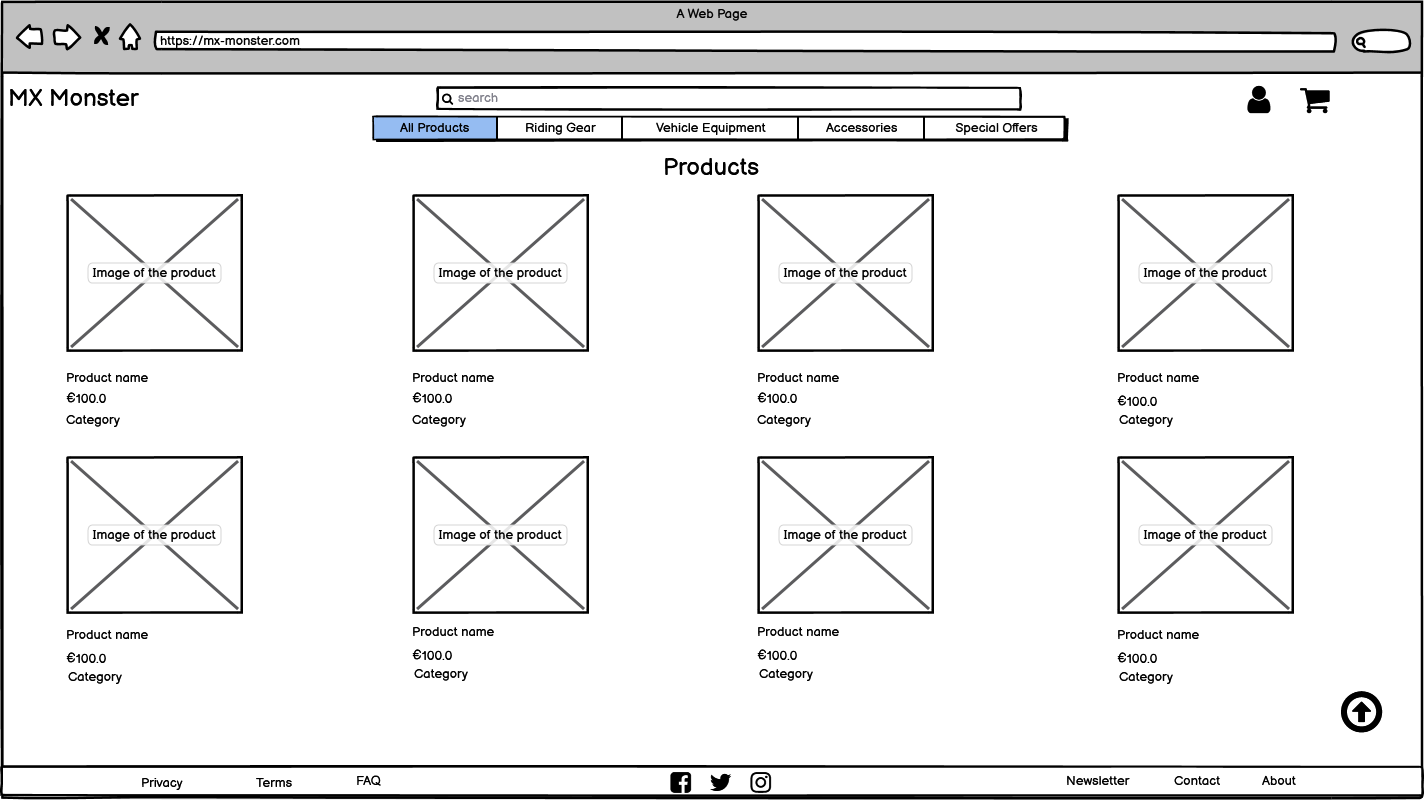 A Web Page
https://mx-monster.com
MX Monster
search
All Products Riding Gear Vehicle Equipment Accessories Special Offers
Products
Image of the product Image of the product Image of the product Image of the product
Product name Product name Product name Product name
€100.0 €100.0 €100.0 €100.0
Category Category Category Category
Image of the product Image of the product Image of the product Image of the product
Product name Product name Product name Product name
€100.0 €100.0 €100.0 €100.0
Category Category Category Category
Privacy Terms FAQ Newsletter Contact About